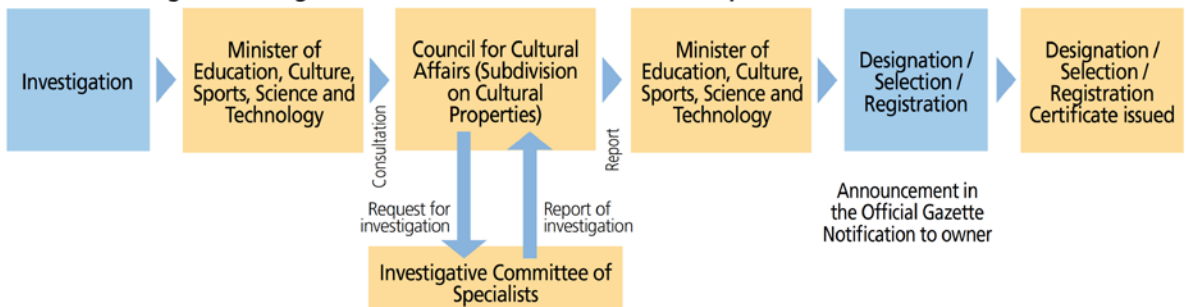 Investigation
Minister of
Education, Culture,
Sports, Science and
Technology
Consultation
Council for Cultural
Affairs (Subdivision
on Cultural
Properties)
Request for
investigation
Report of
investigation
Investigative Committee of
Specialists
Report
Minister of
Education, Culture,
Sports, Science and
Technology
Designation /
Selection /
Registration
Announcement in
the Official Gazette
Notification to owner
Designation /
Selection /
Registration
Certificate issued